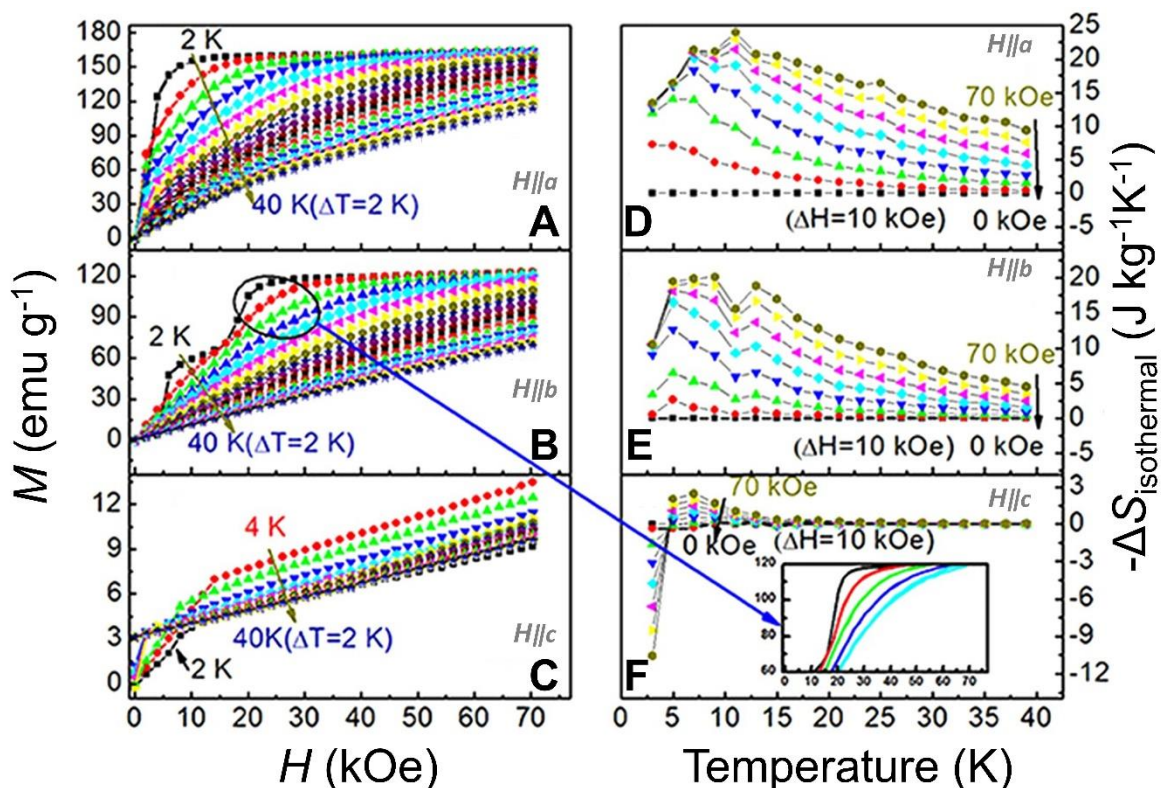 M (emu g⁻¹)
180
150
120
90
60
30
0
2 K
40 K(ΔT=2 K)
H||a
A
120
90
60
30
0
2 K
40 K (ΔT=2 K)
H||b
B
12
9
6
3
0
4 K
40K(ΔT=2 K)
2 K
H||c
C
0 10 20 30 40 50 60 70
H (kOe)
H||a
70 kOe
(ΔH=10 kOe)
0 kOe
D
25
20
15
10
5
0
-5
H||b
70 kOe
(ΔH=10 kOe)
0 kOe
E
20
15
10
5
0
-5
70 kOe
H||c
0 kOe
(ΔH=10 kOe)
F
120
100
80
60
10 20 30 40 50 60 70
3
0
-3
-6
-9
-12
0 5 10 15 20 25 30 35 40
Temperature (K)
-ΔSisothermal (J kg⁻¹K⁻¹)